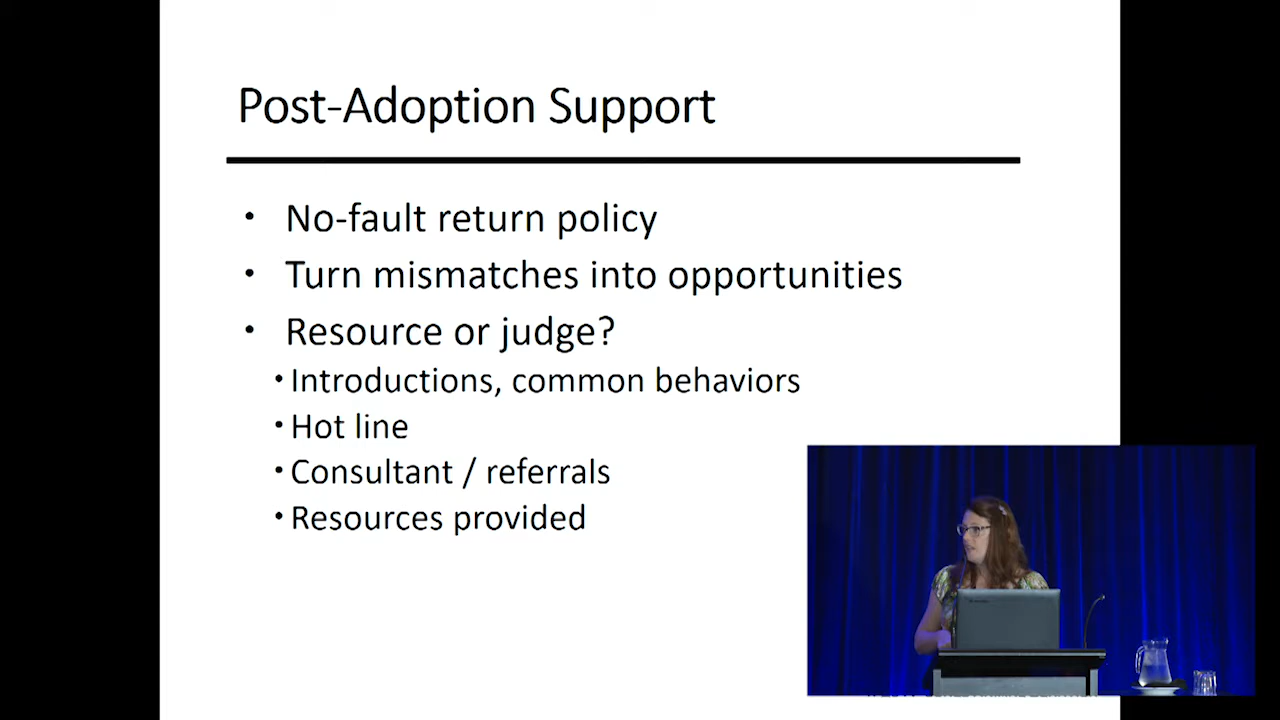 Post-Adoption Support
• No-fault return policy
• Turn mismatches into opportunities
• Resource or judge?
• Introductions, common behaviors
• Hot line
• Consultant / referrals
• Resources provided